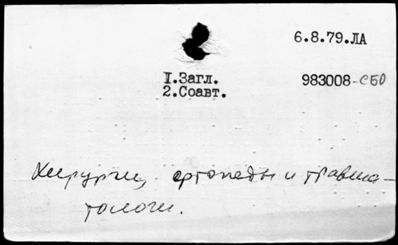 6.8.79.ЛА
I.Загл. 983008-СБО
2.Соавт.
Хирурги, ортопеды и травма-
тологи.